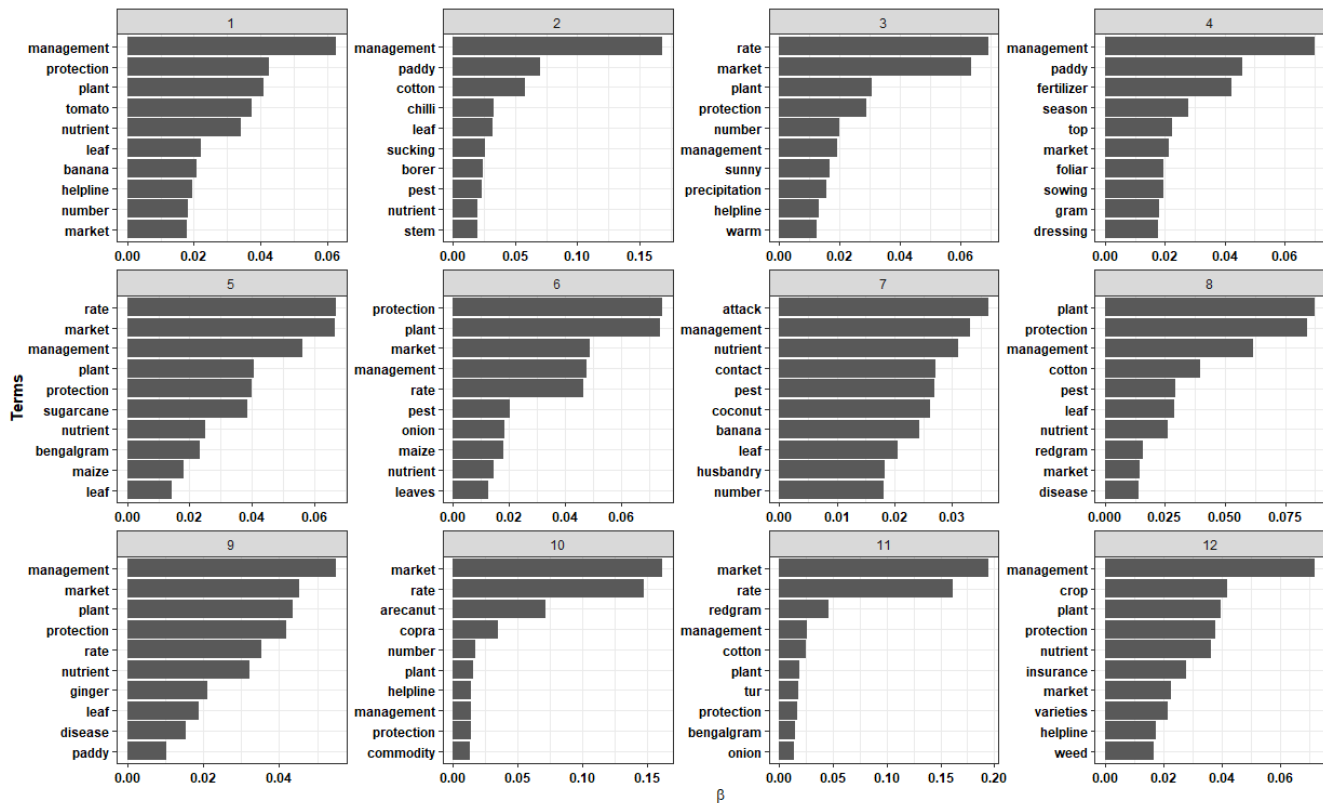 1
management
protection
plant
tomato
nutrient
leaf
banana
helpline
number
market
0.00 0.02 0.04 0.06
2
management
paddy
cotton
chilli
leaf
sucking
borer
pest
nutrient
stem
0.00 0.05 0.10 0.15
3
rate
market
plant
protection
number
management
sunny
precipitation
helpline
warm
0.00 0.02 0.04 0.06
4
management
paddy
fertilizer
season
top
market
foliar
sowing
gram
dressing
0.00 0.02 0.04 0.06
Terms
5
rate
market
management
plant
protection
sugarcane
nutrient
bengalgram
maize
leaf
0.00 0.02 0.04 0.06
6
protection
plant
market
management
rate
pest
onion
maize
nutrient
leaves
0.00 0.02 0.04 0.06
7
attack
management
nutrient
contact
pest
coconut
banana
leaf
husbandry
number
0.00 0.01 0.02 0.03
8
plant
protection
management
cotton
pest
leaf
nutrient
redgram
market
disease
0.000 0.025 0.050 0.075
9
management
market
plant
protection
rate
nutrient
ginger
leaf
disease
paddy
0.00 0.02 0.04
10
market
rate
arecanut
copra
number
plant
helpline
management
protection
commodity
0.00 0.05 0.10 0.15
11
market
rate
redgram
management
cotton
plant
tur
protection
bengalgram
onion
0.00 0.05 0.10 0.15 0.20
12
management
crop
plant
protection
nutrient
insurance
market
varieties
helpline
weed
0.00 0.02 0.04 0.06
β